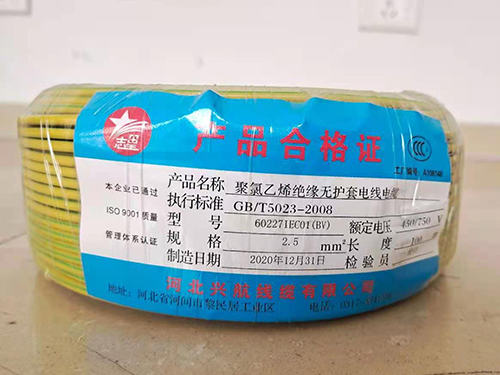 产品合格证
本企业已通过
ISO 9001质量
管理体系认证
产品名称 聚氯乙烯绝缘无护套电线电缆
执行标准 GB/T5023-2008
型号 60227IEC01(BV) 额定电压 450/750 V
规格 2.5 mm² 长度 100
制造日期 2020年12月31日 检验员
河北兴航线缆有限公司
地址:河北省河间市黎民居工业区 电话: